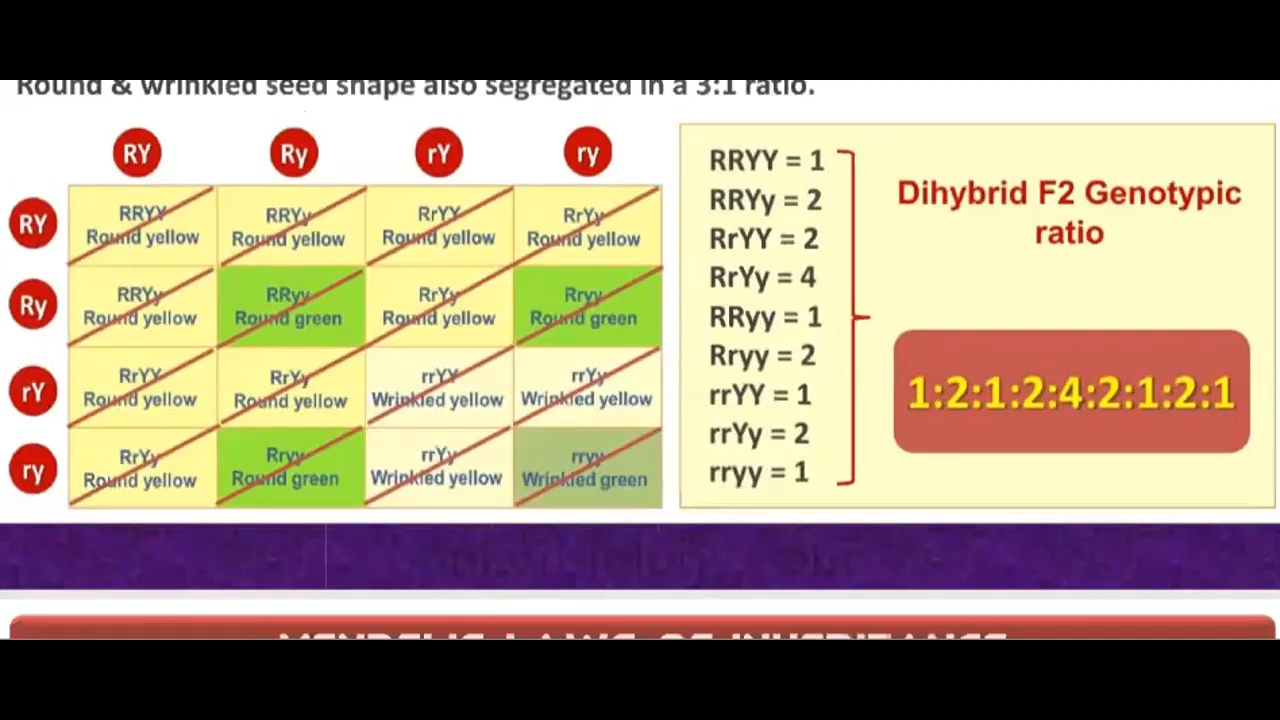 Round & wrinkled seed shape also segregated in a 3:1 ratio.
RY Ry rY ry
RY
RRYY RRYy RrYY RrYy
Round yellow Round yellow Round yellow Round yellow
Ry
RRYy RRyy RrYy Rryy
Round yellow Round green Round yellow Round green
rY
RrYY RrYy rrYY rrYy
Round yellow Round yellow Wrinkled yellow Wrinkled yellow
ry
RrYy Rryy rrYy rryy
Round yellow Round green Wrinkled yellow Wrinkled green
RRYY = 1
RRYy = 2
RrYY = 2
RrYy = 4
RRyy = 1
Rryy = 2
rrYY = 1
rrYy = 2
rryy = 1
Dihybrid F2 Genotypic
ratio
1:2:1:2:4:2:1:2:1
MENDEL'S LAWS OF INHERITANCE